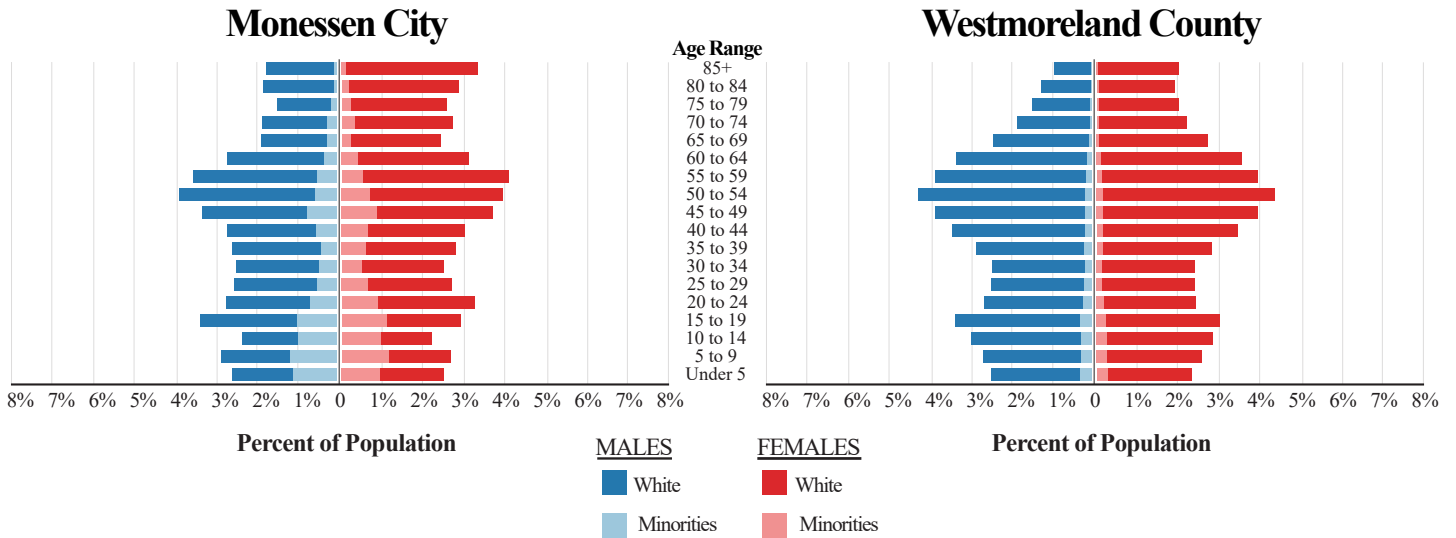 Monessen City
Westmoreland County
Age Range
85+
80 to 84
75 to 79
70 to 74
65 to 69
60 to 64
55 to 59
50 to 54
45 to 49
40 to 44
35 to 39
30 to 34
25 to 29
20 to 24
15 to 19
10 to 14
5 to 9
Under 5
8% 7% 6% 5% 4% 3% 2% 1% 0 1% 2% 3% 4% 5% 6% 7% 8%
8% 7% 6% 5% 4% 3% 2% 1% 0 1% 2% 3% 4% 5% 6% 7% 8%
Percent of Population
Percent of Population
MALES
FEMALES
White
White
Minorities
Minorities